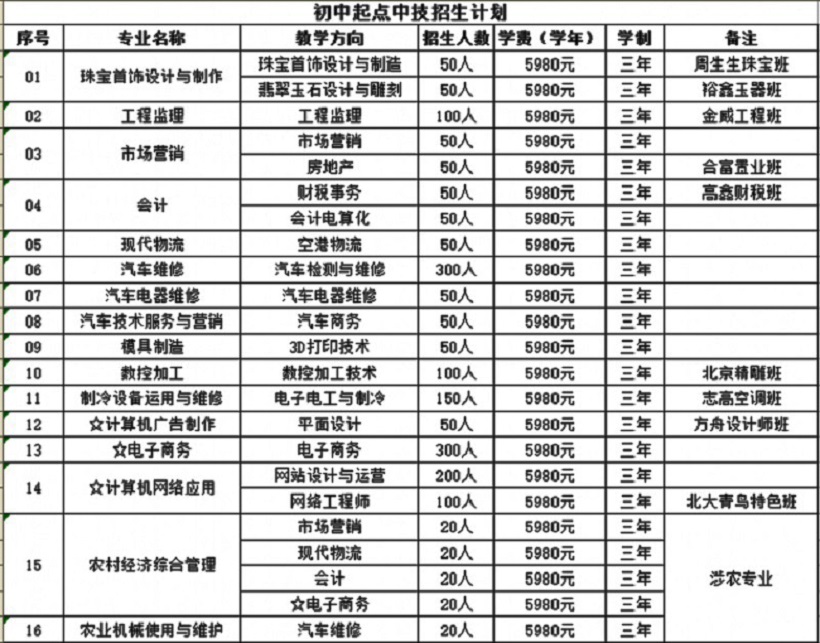 初中起点中技招生计划
序号 专业名称 教学方向 招生人数 学费（学年） 学制 备注
01 珠宝首饰设计与制作 珠宝首饰设计与制造 50人 5980元 三年 周生生珠宝班
翡翠玉石设计与雕刻 50人 5980元 三年 裕鑫玉器班
02 工程监理 工程监理 100人 5980元 三年 金威工程班
03 市场营销 市场营销 50人 5980元 三年
房地产 50人 5980元 三年 合富置业班
04 会计 财税事务 50人 5980元 三年 高鑫财税班
会计电算化 50人 5980元 三年
05 现代物流 空港物流 50人 5980元 三年
06 汽车维修 汽车检测与维修 300人 5980元 三年
07 汽车电器维修 汽车电器维修 50人 5980元 三年
08 汽车技术服务与营销 汽车商务 50人 5980元 三年
09 模具制造 3D打印技术 50人 5980元 三年
10 数控加工 数控加工技术 100人 5980元 三年 北京精雕班
11 制冷设备运用与维修 电子电工与制冷 150人 5980元 三年 志高空调班
12 ☆计算机广告制作 平面设计 50人 5980元 三年 方舟设计师班
13 ☆电子商务 电子商务 300人 5980元 三年
14 ☆计算机网络应用 网站设计与运营 200人 5980元 三年
网络工程师 100人 5980元 三年 北大青鸟特色班
15 农村经济综合管理 市场营销 20人 5980元 三年 涉农专业
现代物流 20人 5980元 三年
会计 20人 5980元 三年
☆电子商务 20人 5980元 三年
16 农业机械使用与维护 汽车维修 20人 5980元 三年